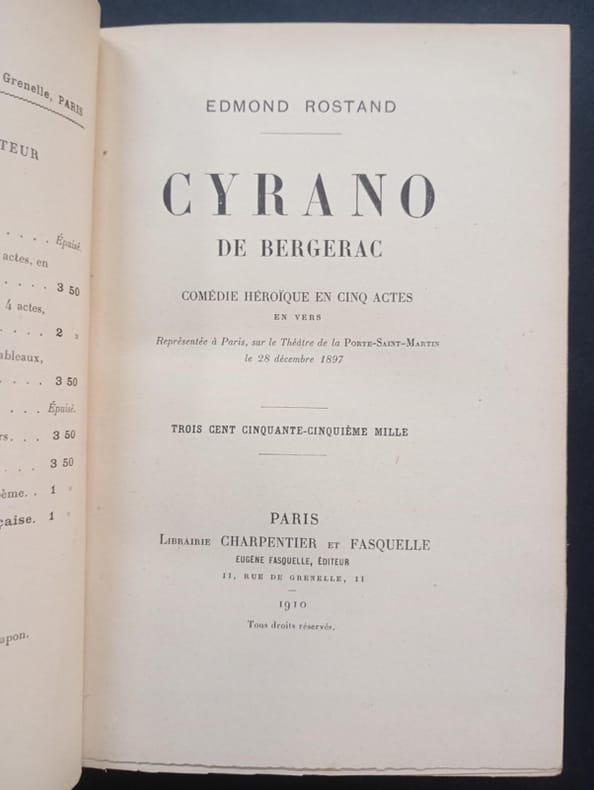 Grenelle, PARIS
TEUR
. . . . Épuisé.
actes, en
. . . . 3 50
4 actes,
. . . . 2 »
ableaux,
. . . . 3 50
. . . Épuisé.
rs. . . 3 50
. . . . 3 50
ème. . 1 »
çaise. 1 »
apon.
EDMOND ROSTAND
CYRANO
DE BERGERAC
COMÉDIE HÉROÏQUE EN CINQ ACTES
EN VERS
Représentée à Paris, sur le Théâtre de la PORTE-SAINT-MARTIN
le 28 décembre 1897
TROIS CENT CINQUANTE-CINQUIÈME MILLE
PARIS
LIBRAIRIE CHARPENTIER ET FASQUELLE
EUGÈNE FASQUELLE, ÉDITEUR
11, RUE DE GRENELLE, 11
1910
Tous droits réservés.